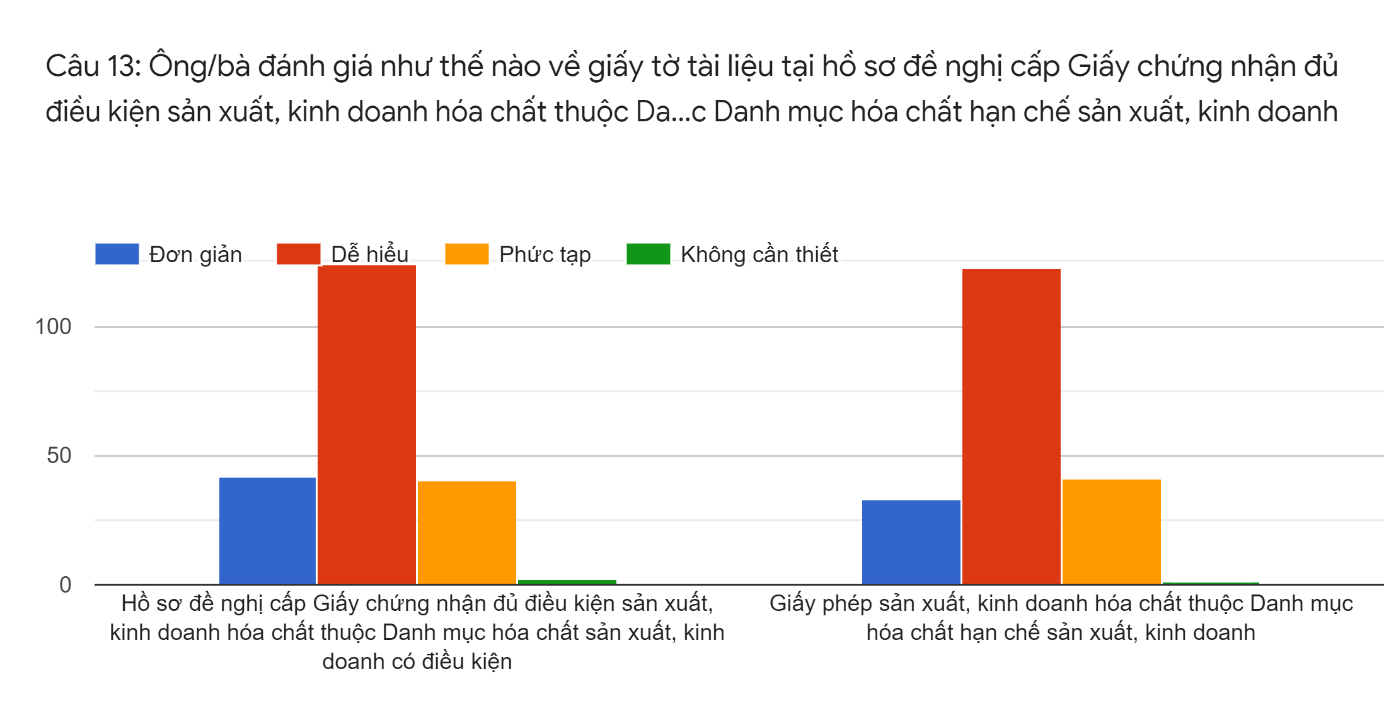 Câu 13: Ông/bà đánh giá như thế nào về giấy tờ tài liệu tại hồ sơ đề nghị cấp Giấy chứng nhận đủ
điều kiện sản xuất, kinh doanh hóa chất thuộc Da...c Danh mục hóa chất hạn chế sản xuất, kinh doanh
Đơn giản Dễ hiểu Phức tạp Không cần thiết
100
50
0
Hồ sơ đề nghị cấp Giấy chứng nhận đủ điều kiện sản xuất,
kinh doanh hóa chất thuộc Danh mục hóa chất sản xuất, kinh
doanh có điều kiện
Giấy phép sản xuất, kinh doanh hóa chất thuộc Danh mục
hóa chất hạn chế sản xuất, kinh doanh